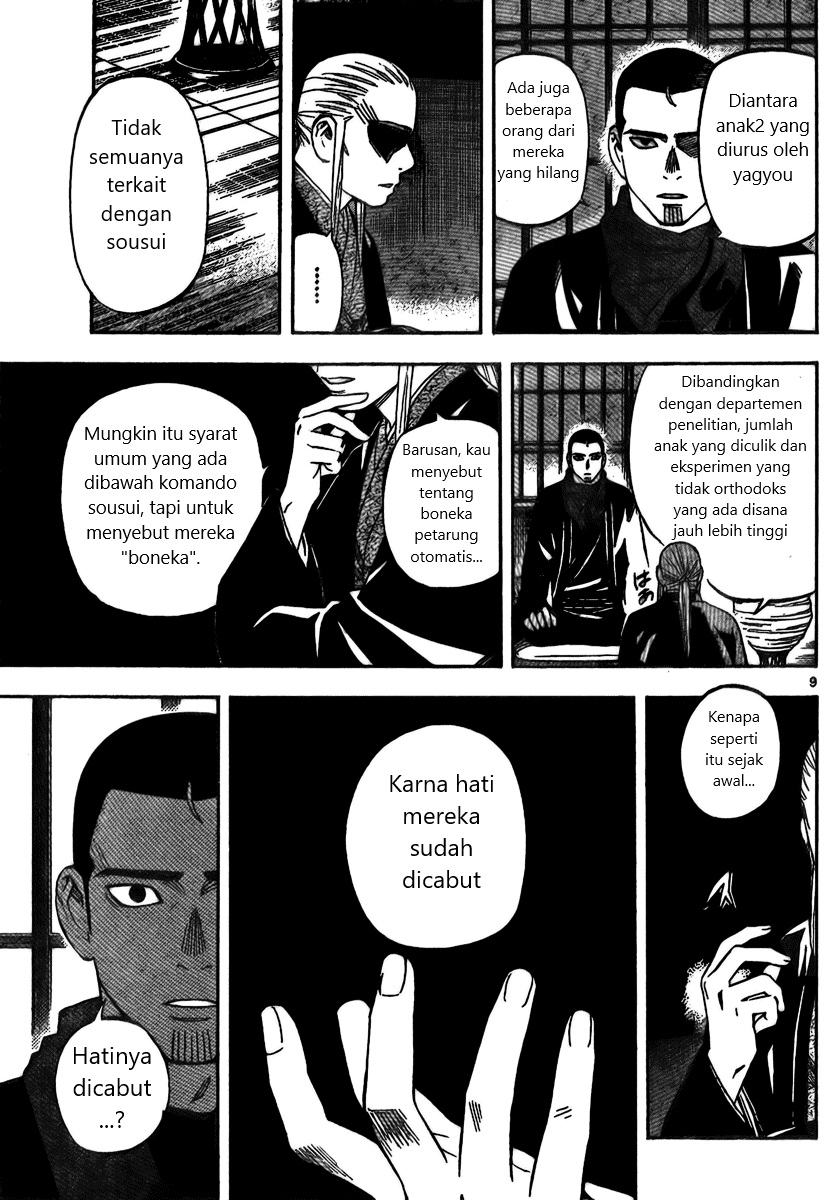 Diantara
anak2 yang
diurus oleh
yagyou
Ada juga
beberapa
orang dari
mereka
yang hilang
........
Tidak
semuanya
terkait
dengan
sousui
Dibandingkan
dengan departemen
penelitian, jumlah
anak yang diculik dan
eksperimen yang
tidak orthodoks
yang ada disana
jauh lebih tinggi
はぁ
Barusan, kau
menyebut
tentang
boneka
petarung
otomatis...
Mungkin itu syarat
umum yang ada
dibawah komando
sousui, tapi untuk
menyebut mereka
"boneka".
9
Kenapa
seperti
itu sejak
awal...
Karna hati
mereka
sudah
dicabut
Hatinya
dicabut
...?